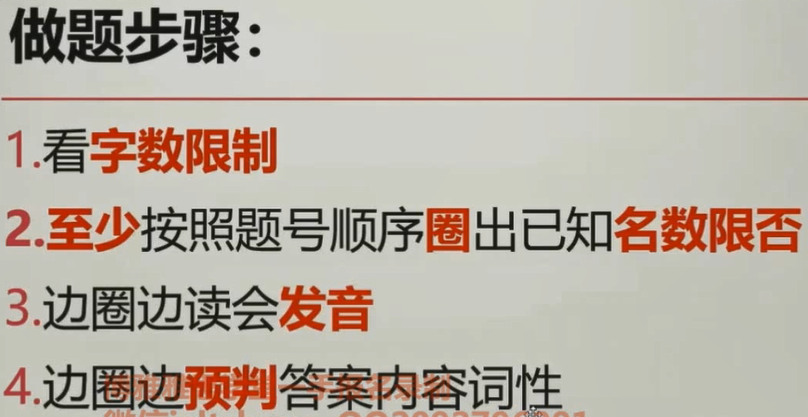 做题步骤：
1.看字数限制
2.至少按照题号顺序圈出已知名数限否
3.边圈边读会发音
4.边圈边预判答案内容词性